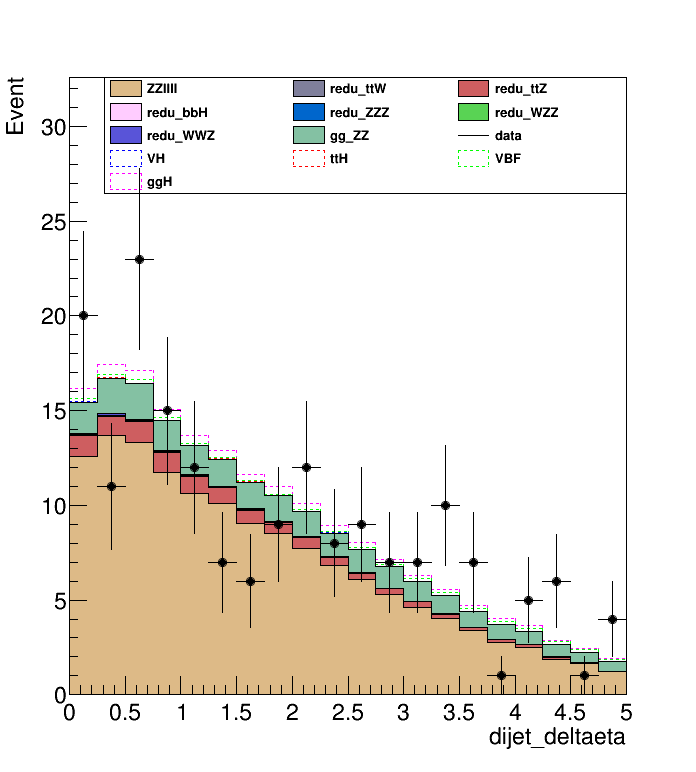 Event
ZZllll redu_ttW redu_ttZ
redu_bbH redu_ZZZ redu_WZZ
redu_WWZ gg_ZZ data
VH ttH VBF
ggH
30
25
20
15
10
5
0
0 0.5 1 1.5 2 2.5 3 3.5 4 4.5 5
dijet_deltaeta